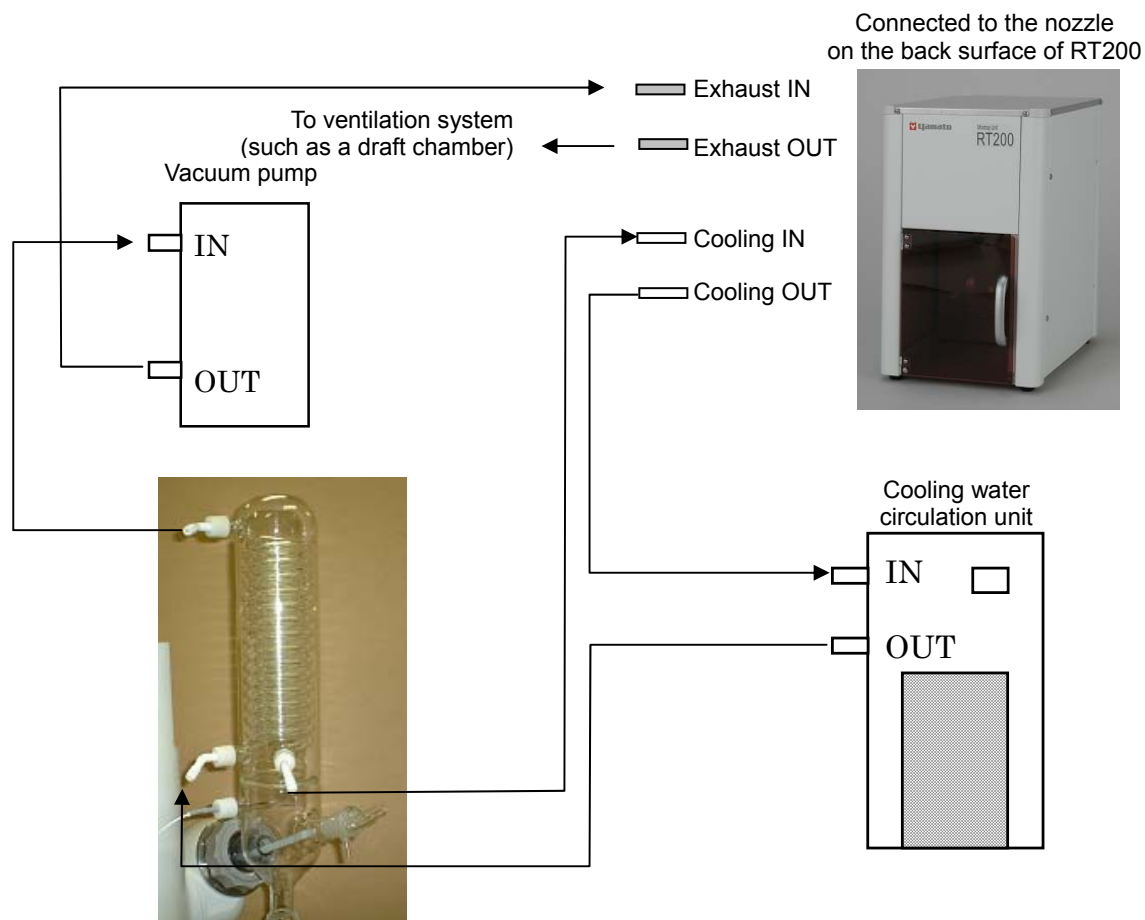 Connected to the nozzle
on the back surface of RT200
Exhaust IN
To ventilation system
(such as a draft chamber)
Exhaust OUT
Vacuum pump
IN
OUT
Cooling IN
Cooling OUT
yamato
RT200
Cooling water
circulation unit
IN
OUT